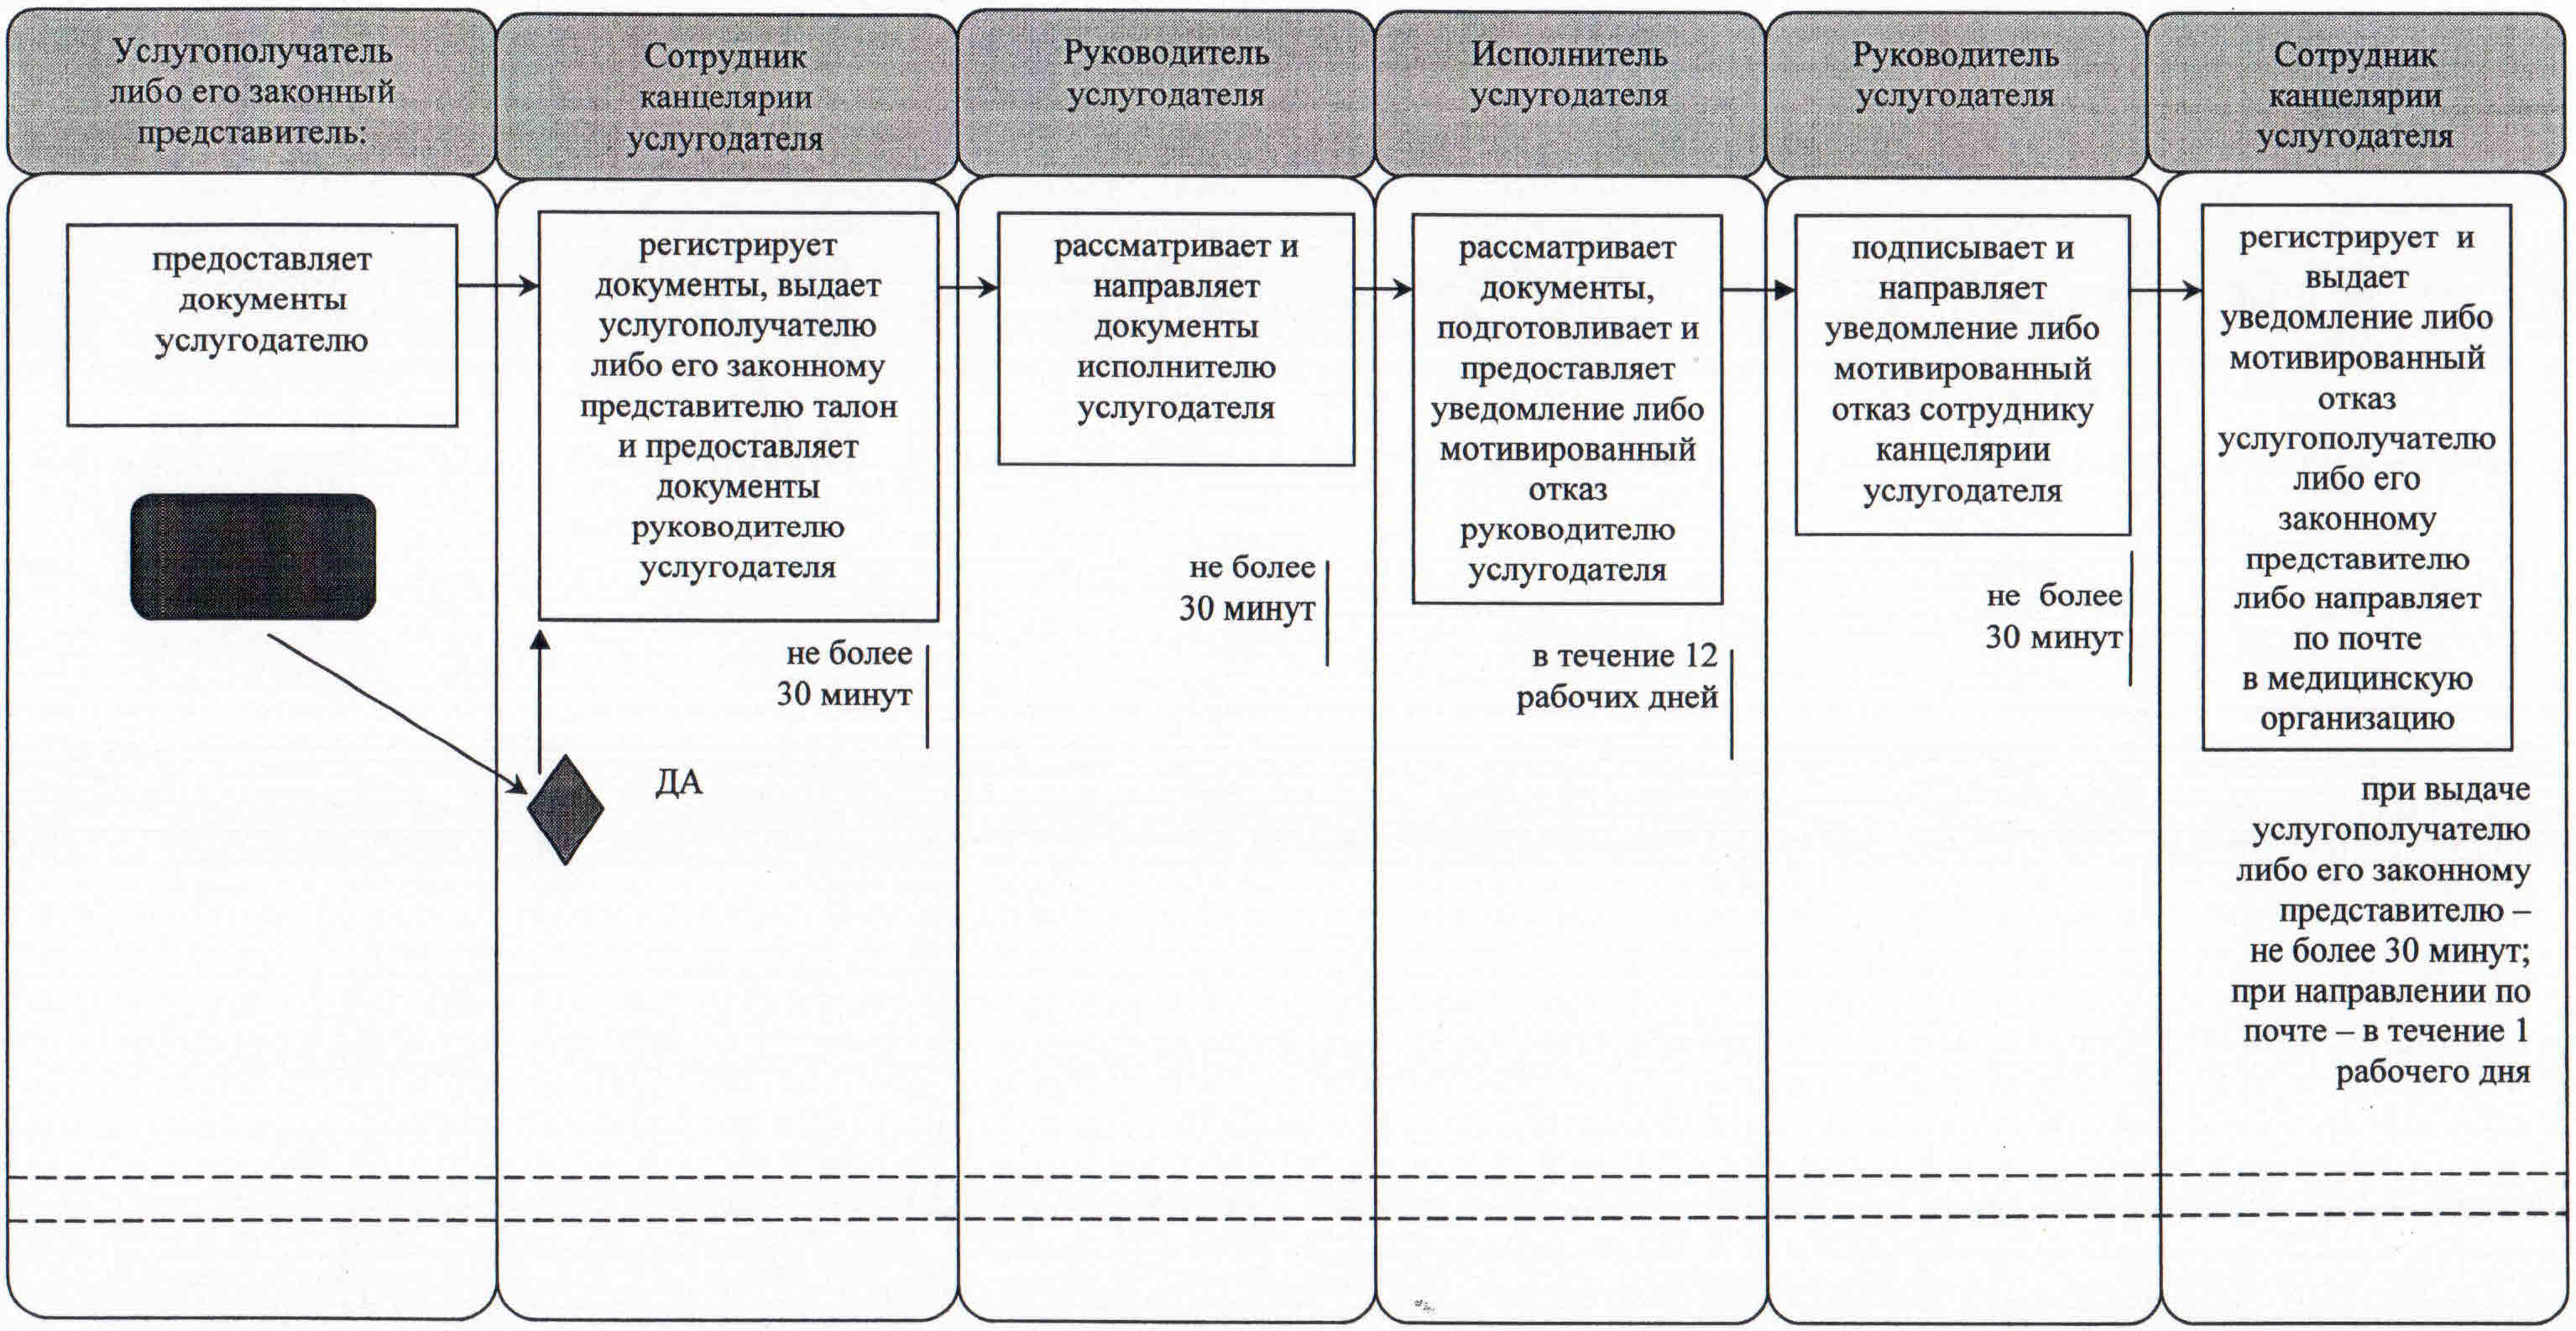 Услугополучатель
либо его законный
представитель:
Сотрудник
канцелярии
услугодателя
Руководитель
услугодателя
Исполнитель
услугодателя
Руководитель
услугодателя
Сотрудник
канцелярии
услугодателя
предоставляет
документы
услугодателю
регистрирует
документы, выдает
услугополучателю
либо его законному
представителю талон
и предоставляет
документы
руководителю
услугодателя
не более
30 минут
ДА
рассматривает и
направляет
документы
исполнителю
услугодателя
не более
30 минут
рассматривает
документы,
подготовливает и
предоставляет
уведомление либо
мотивированный
отказ
руководителю
услугодателя
в течение 12
рабочих дней
подписывает и
направляет
уведомление либо
мотивированный
отказ сотруднику
канцелярии
услугодателя
не более
30 минут
регистрирует и
выдает
уведомление либо
мотивированный
отказ
услугополучателю
либо его
законному
представителю
либо направляет
по почте
в медицинскую
организацию
при выдаче
услугополучателю
либо его законному
представителю –
не более 30 минут;
при направлении по
почте – в течение 1
рабочего дня